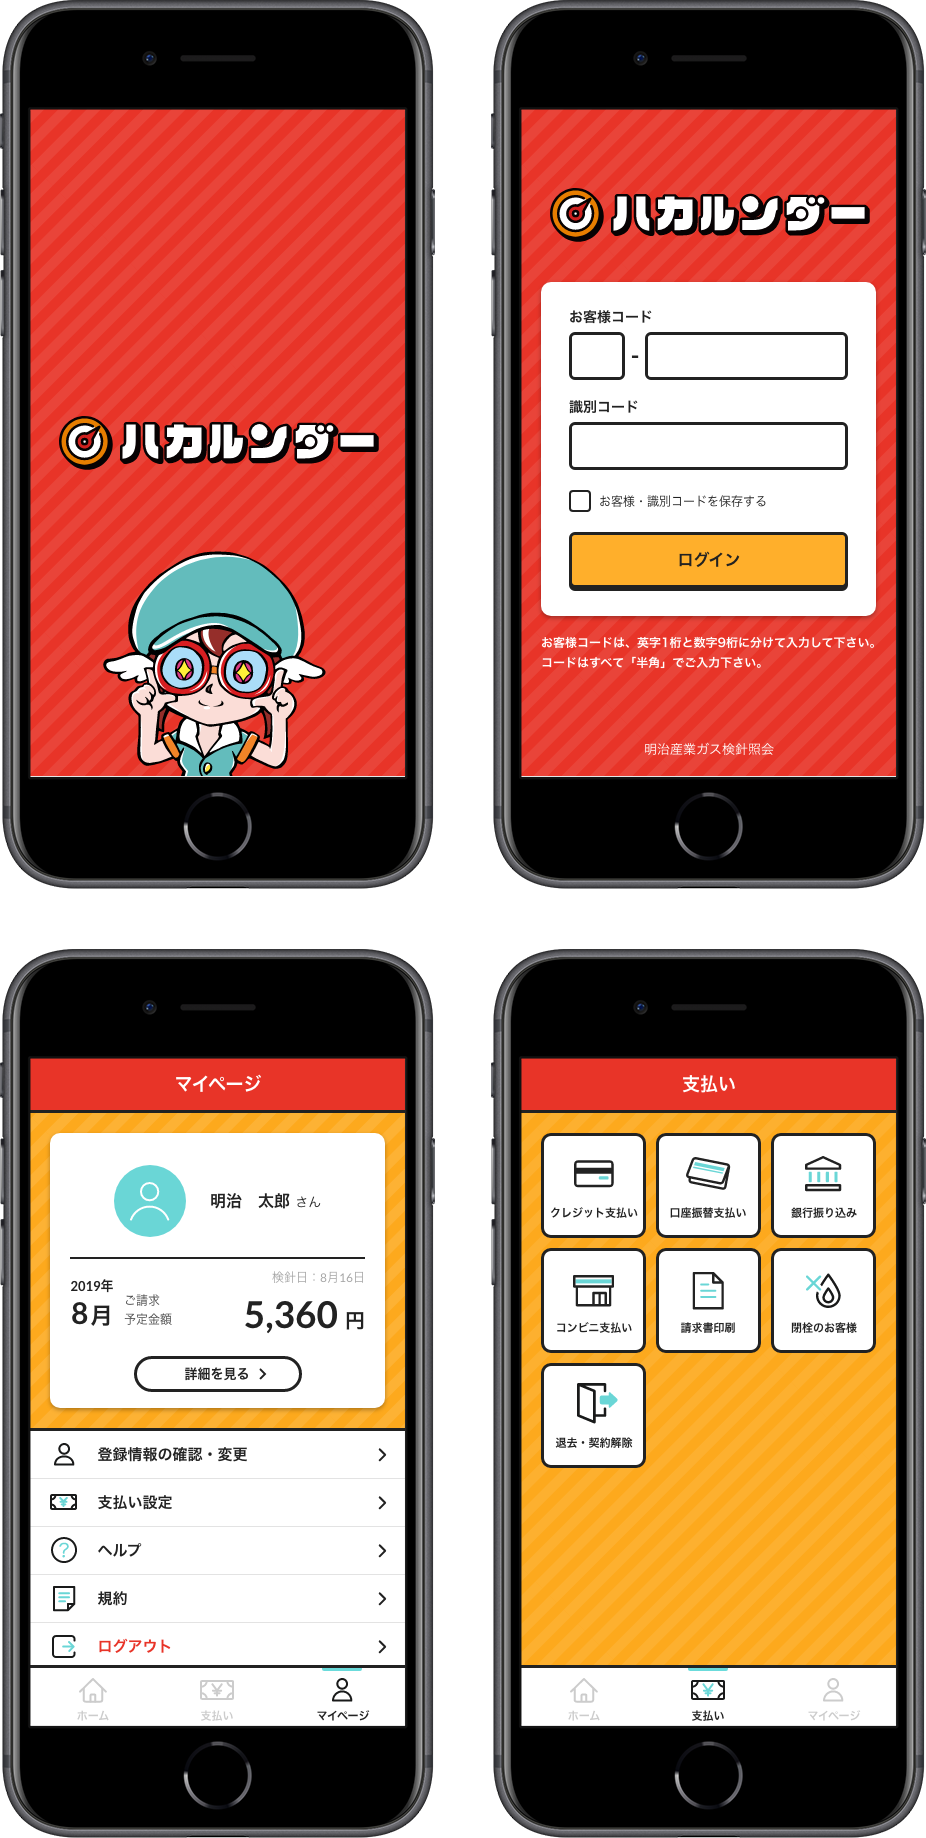 ハカルンダー
ハカルンダー
お客様コード
-
識別コード
お客様・識別コードを保存する
ログイン
お客様コードは、英字1桁と数字9桁に分けて入力して下さい。
コードはすべて「半角」でご入力下さい。
明治産業ガス検針照会
マイページ
明治　太郎 さん
検針日：8月16日
2019年
8月
ご請求
予定金額
5,360 円
詳細を見る
登録情報の確認・変更
支払い設定
ヘルプ
規約
ログアウト
ホーム
支払い
マイページ
支払い
クレジット支払い
口座振替支払い
銀行振り込み
コンビニ支払い
請求書印刷
閉栓のお客様
退去・契約解除
ホーム
支払い
マイページ